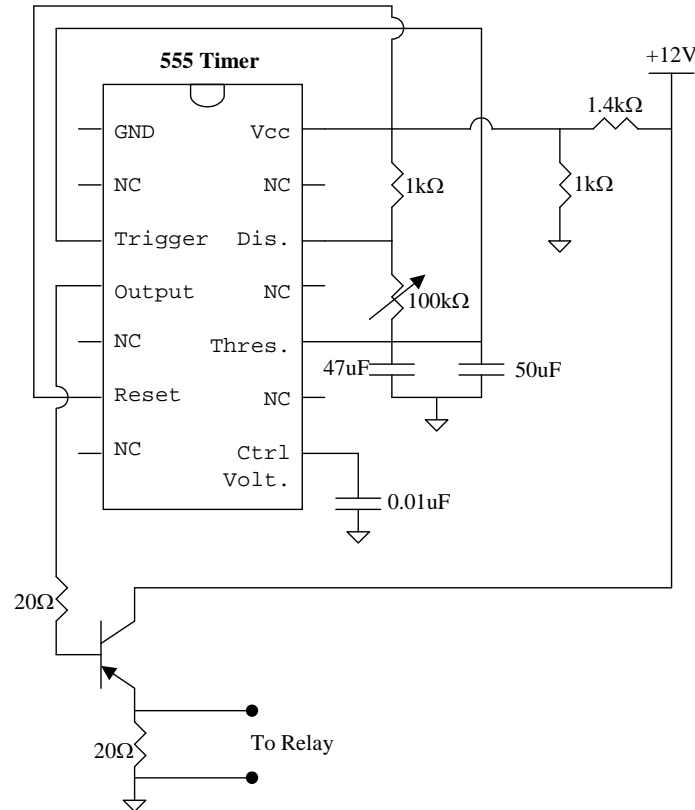 555 Timer
+12V
GND
Vcc
1.4kΩ
NC
NC
1kΩ
1kΩ
Trigger
Dis.
Output
NC
100kΩ
NC
Thres.
47uF
50uF
Reset
NC
NC
Ctrl
Volt.
0.01uF
20Ω
20Ω
To Relay